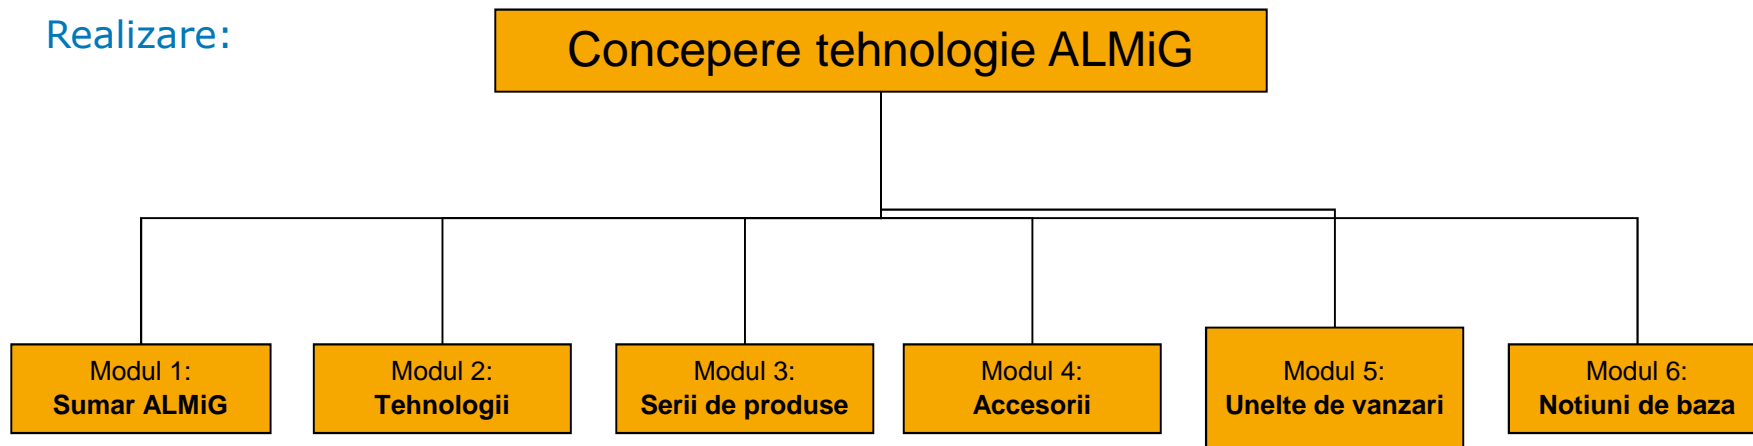 Realizare:
Concepere tehnologie ALMiG
Modul 1:
Sumar ALMiG
Modul 2:
Tehnologii
Modul 3:
Serii de produse
Modul 4:
Accesorii
Modul 5:
Unelte de vanzari
Modul 6:
Notiuni de baza